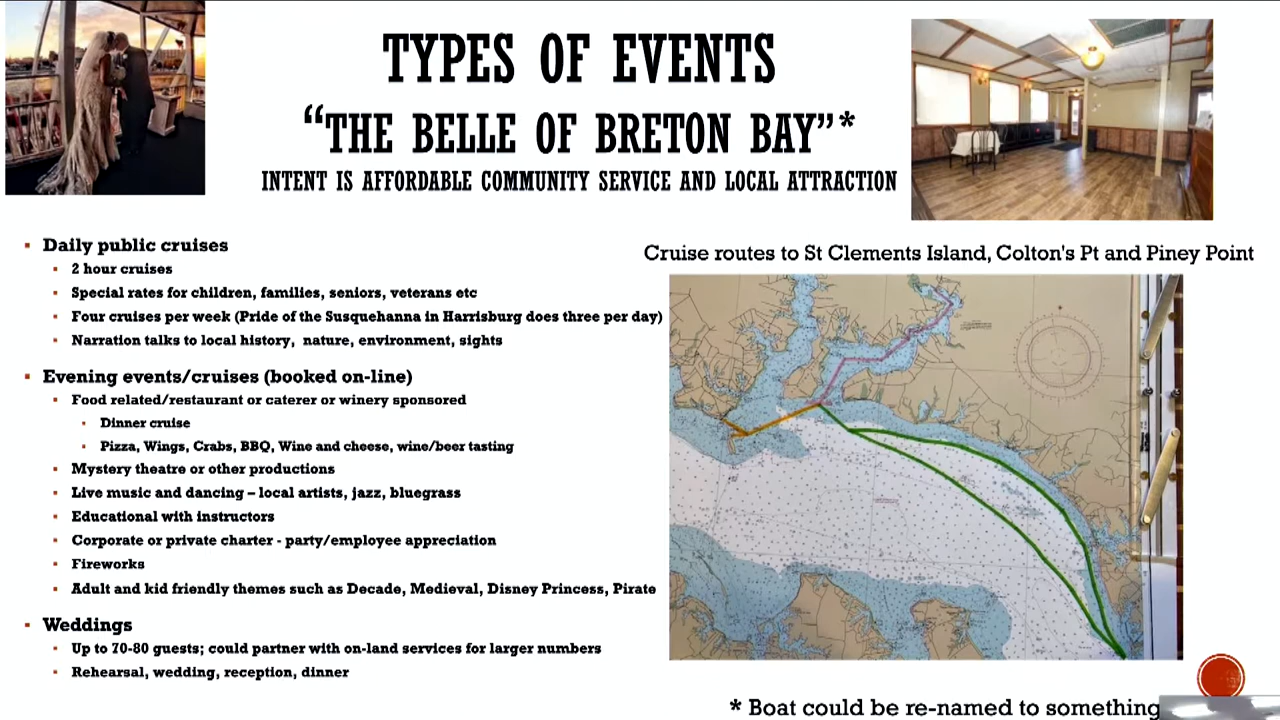 TYPES OF EVENTS
“THE BELLE OF BRETON BAY”*
INTENT IS AFFORDABLE COMMUNITY SERVICE AND LOCAL ATTRACTION
Daily public cruises
2 hour cruises
Special rates for children, families, seniors, veterans etc
Four cruises per week (Pride of the Susquehanna in Harrisburg does three per day)
Narration talks to local history, nature, environment, sights
Evening events/cruises (booked on-line)
Food related/restaurant or caterer or winery sponsored
Dinner cruise
Pizza, Wings, Crabs, BBQ, Wine and cheese, wine/beer tasting
Mystery theatre or other productions
Live music and dancing – local artists, jazz, bluegrass
Educational with instructors
Corporate or private charter - party/employee appreciation
Fireworks
Adult and kid friendly themes such as Decade, Medieval, Disney Princess, Pirate
Weddings
Up to 70-80 guests; could partner with on-land services for larger numbers
Rehearsal, wedding, reception, dinner
Cruise routes to St Clements Island, Colton's Pt and Piney Point
* Boat could be re-named to something